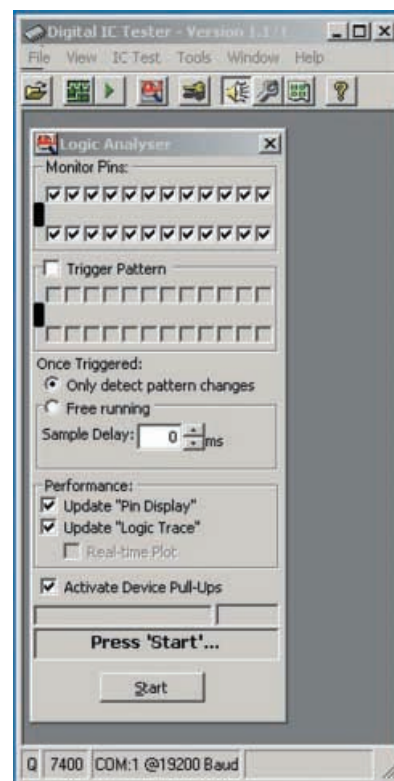 Digital IC Tester - Version 1.1/1
File View IC Test Tools Window Help
Logic Analyser
Monitor Pins:
Trigger Pattern
Once Triggered:
Only detect pattern changes
Free running
Sample Delay: 0 ms
Performance:
Update "Pin Display"
Update "Logic Trace"
Real-time Plot
Activate Device Pull-Ups
Press 'Start'...
Start
Q 7400 COM:1 @19200 Baud